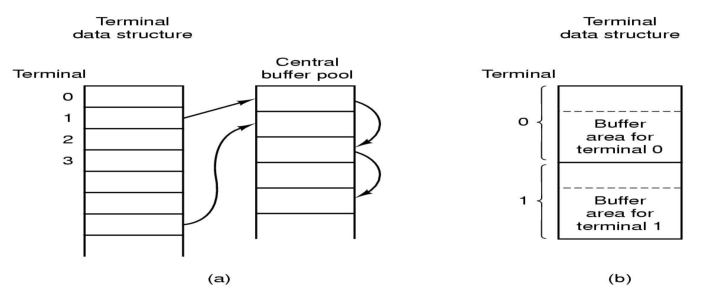 Terminal
data structure
Terminal
Central
buffer pool
0
1
2
3
(a)
Terminal
data structure
Terminal
0
Buffer
area for
terminal 0
1
Buffer
area for
terminal 1
(b)